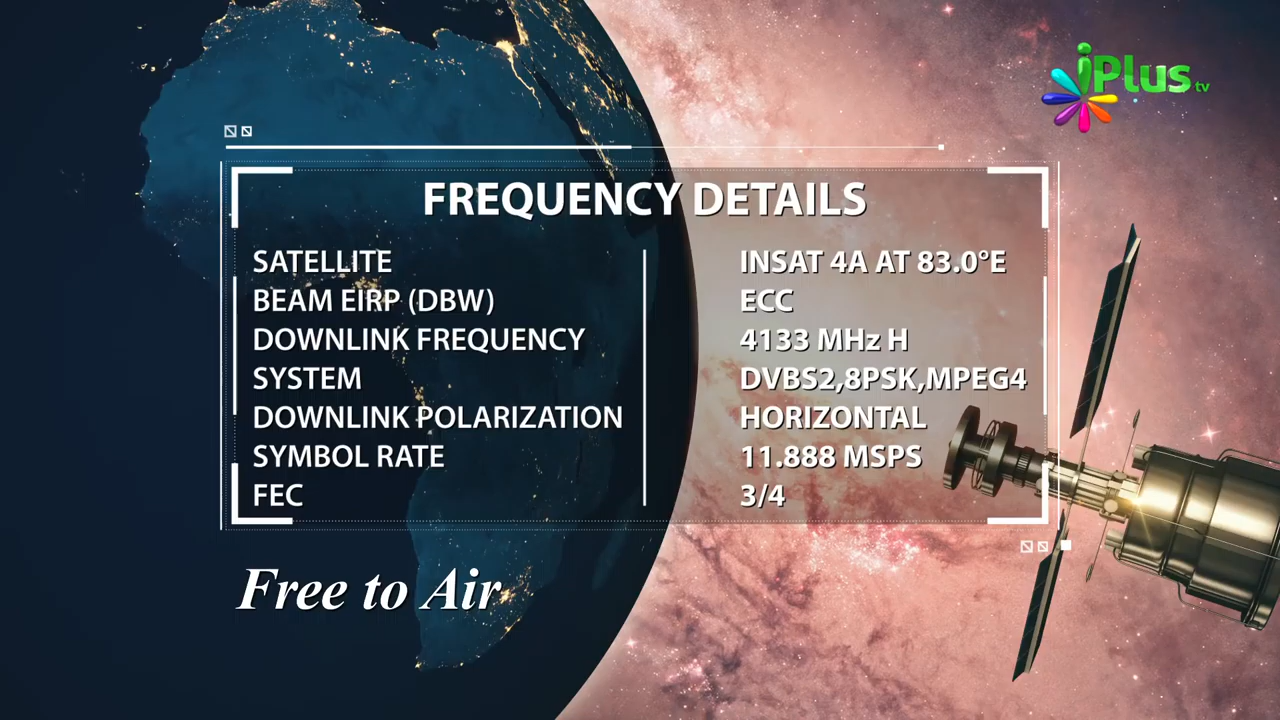 iPlus tv
FREQUENCY DETAILS
SATELLITE INSAT 4A AT 83.0°E
BEAM EIRP (DBW) ECC
DOWNLINK FREQUENCY 4133 MHz H
SYSTEM DVBS2,8PSK,MPEG4
DOWNLINK POLARIZATION HORIZONTAL
SYMBOL RATE 11.888 MSPS
FEC 3/4
Free to Air